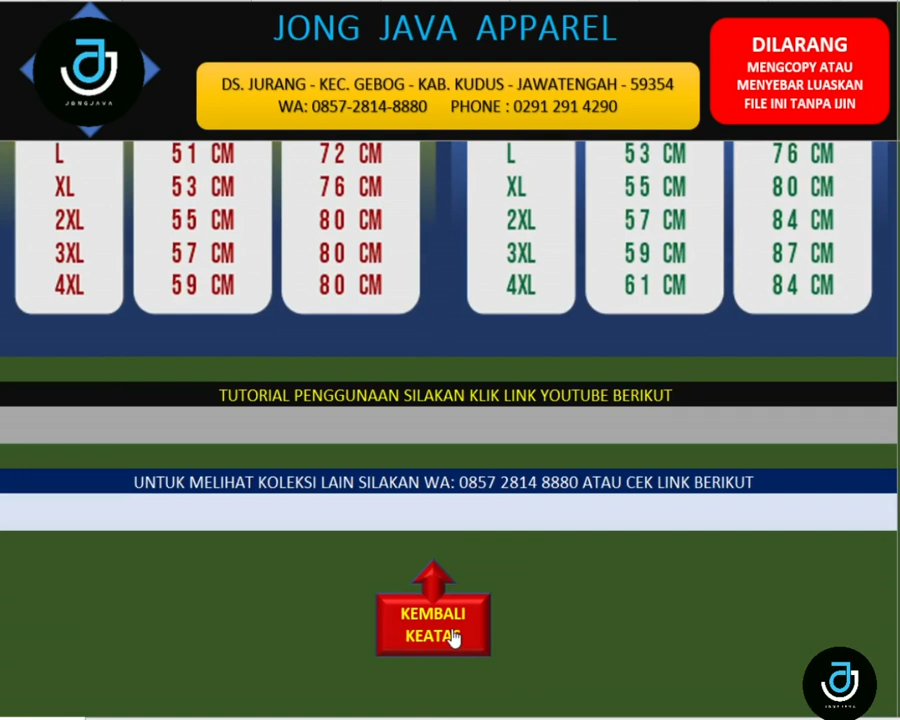 JONG JAVA APPAREL
JONGJAVA
DS. JURANG - KEC. GEBOG - KAB. KUDUS - JAWATENGAH - 59354
WA: 0857-2814-8880 PHONE : 0291 291 4290
DILARANG
MENGCOPY ATAU
MENYEBAR LUASKAN
FILE INI TANPA IJIN
L 51 CM 72 CM L 53 CM 76 CM
XL 53 CM 76 CM XL 55 CM 80 CM
2XL 55 CM 80 CM 2XL 57 CM 84 CM
3XL 57 CM 80 CM 3XL 59 CM 87 CM
4XL 59 CM 80 CM 4XL 61 CM 84 CM
TUTORIAL PENGGUNAAN SILAKAN KLIK LINK YOUTUBE BERIKUT
UNTUK MELIHAT KOLEKSI LAIN SILAKAN WA: 0857 2814 8880 ATAU CEK LINK BERIKUT
KEMBALI
KEATAS
JONGJAVA